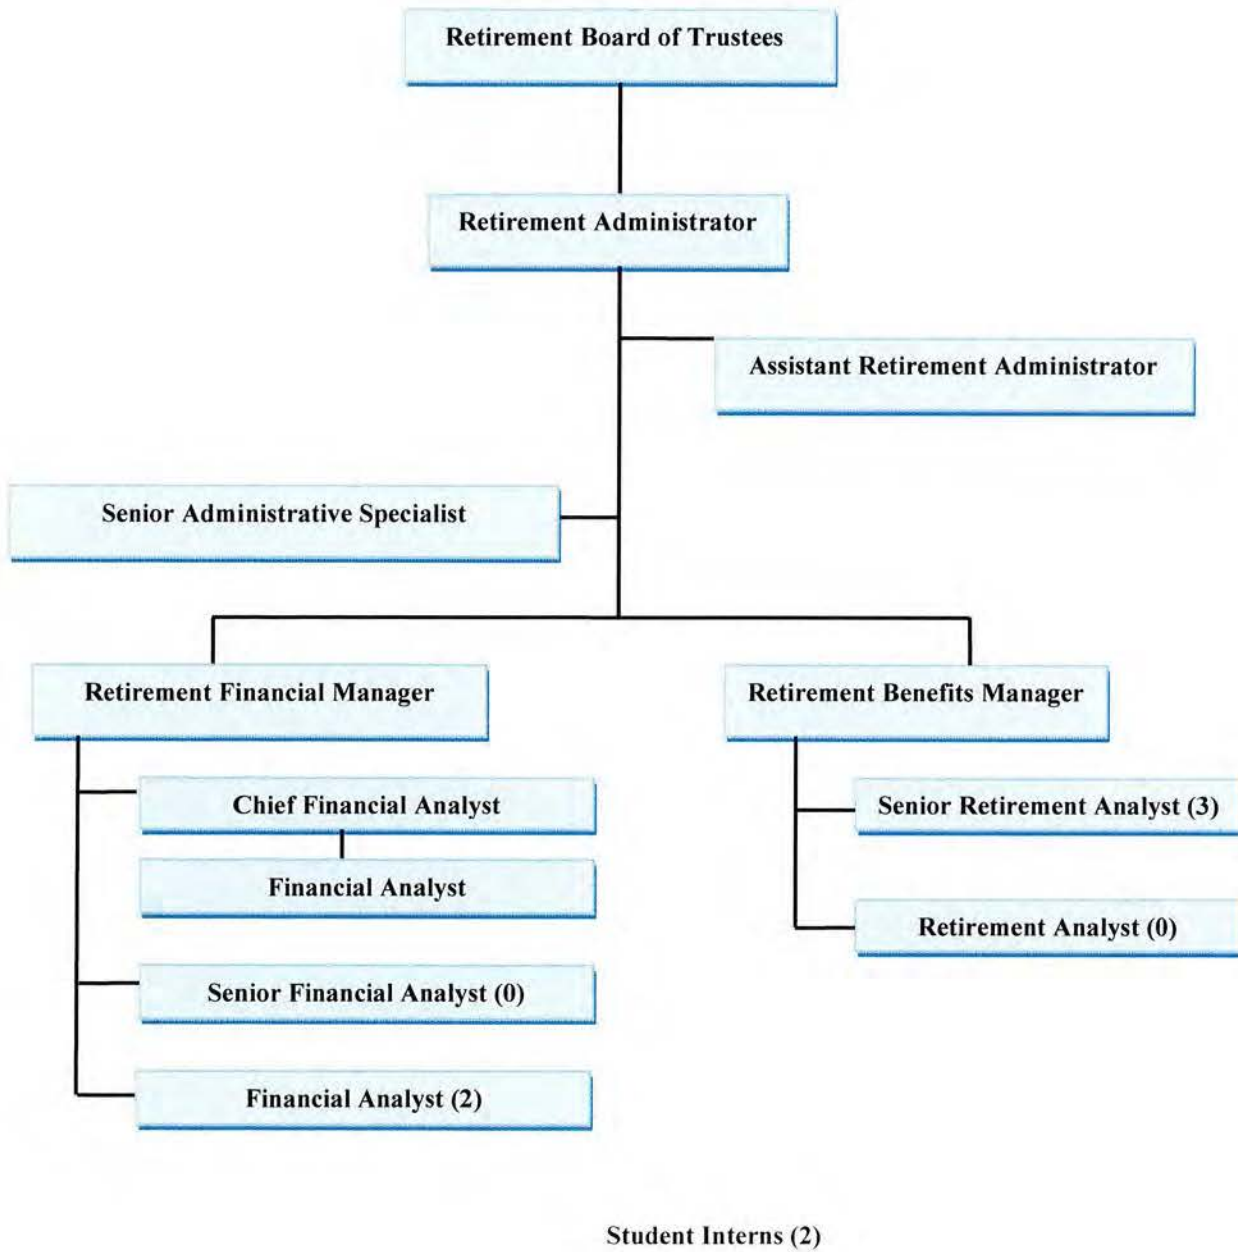 Retirement Board of Trustees
Retirement Administrator
Assistant Retirement Administrator
Senior Administrative Specialist
Retirement Financial Manager
Retirement Benefits Manager
Chief Financial Analyst
Senior Retirement Analyst (3)
Financial Analyst
Retirement Analyst (0)
Senior Financial Analyst (0)
Financial Analyst (2)
Student Interns (2)